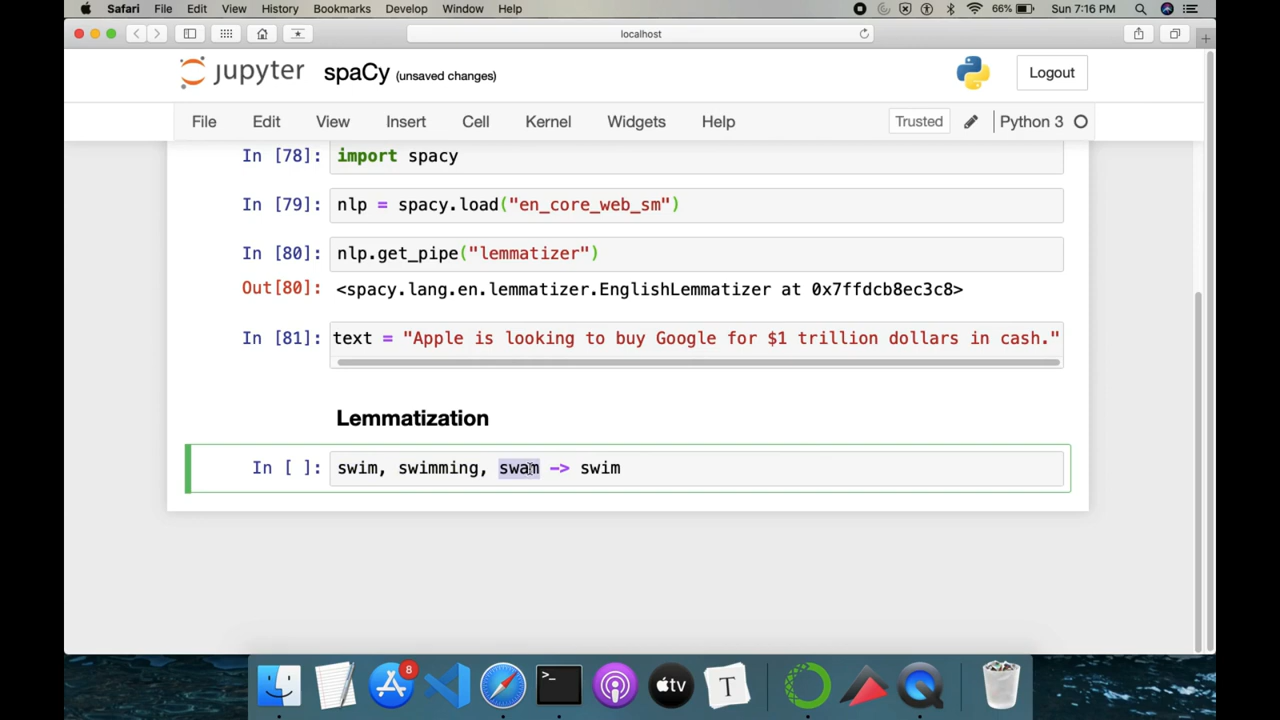 Safari File Edit View History Bookmarks Develop Window Help 66% Sun 7:16 PM
localhost
jupyter spaCy (unsaved changes) Logout
File Edit View Insert Cell Kernel Widgets Help Trusted Python 3
In [78]: import spacy
In [79]: nlp = spacy.load("en_core_web_sm")
In [80]: nlp.get_pipe("lemmatizer")
Out[80]: <spacy.lang.en.lemmatizer.EnglishLemmatizer at 0x7ffdcb8ec3c8>
In [81]: text = "Apple is looking to buy Google for $1 trillion dollars in cash."
Lemmatization
In [ ]: swim, swimming, swam -> swim
8
>_
tv
T